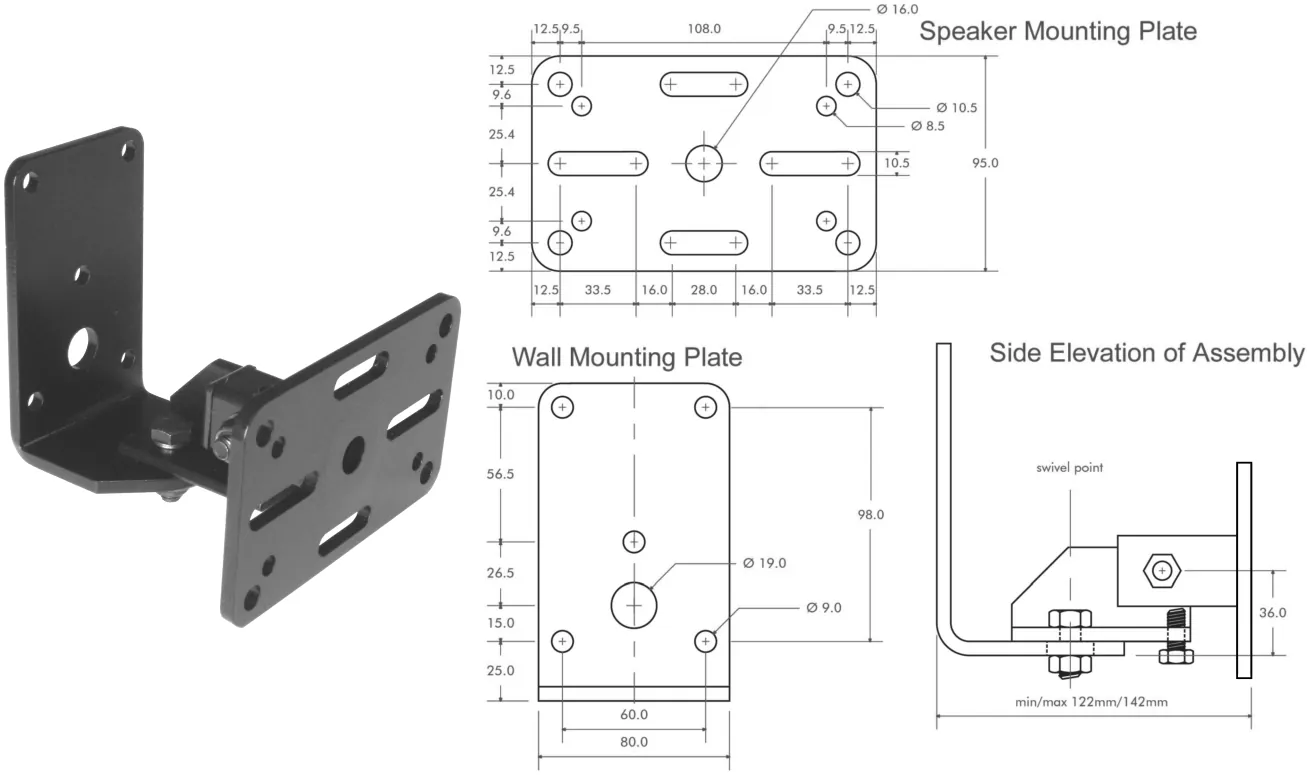 Ø 16.0
12.5 9.5 108.0 9.5 12.5
Speaker Mounting Plate
12.5
9.6
25.4
25.4
9.6
12.5
Ø 10.5
Ø 8.5
10.5
95.0
12.5 33.5 16.0 28.0 16.0 33.5 12.5
Wall Mounting Plate
10.0
56.5
26.5
15.0
25.0
98.0
Ø 19.0
Ø 9.0
60.0
80.0
Side Elevation of Assembly
swivel point
36.0
min/max 122mm/142mm